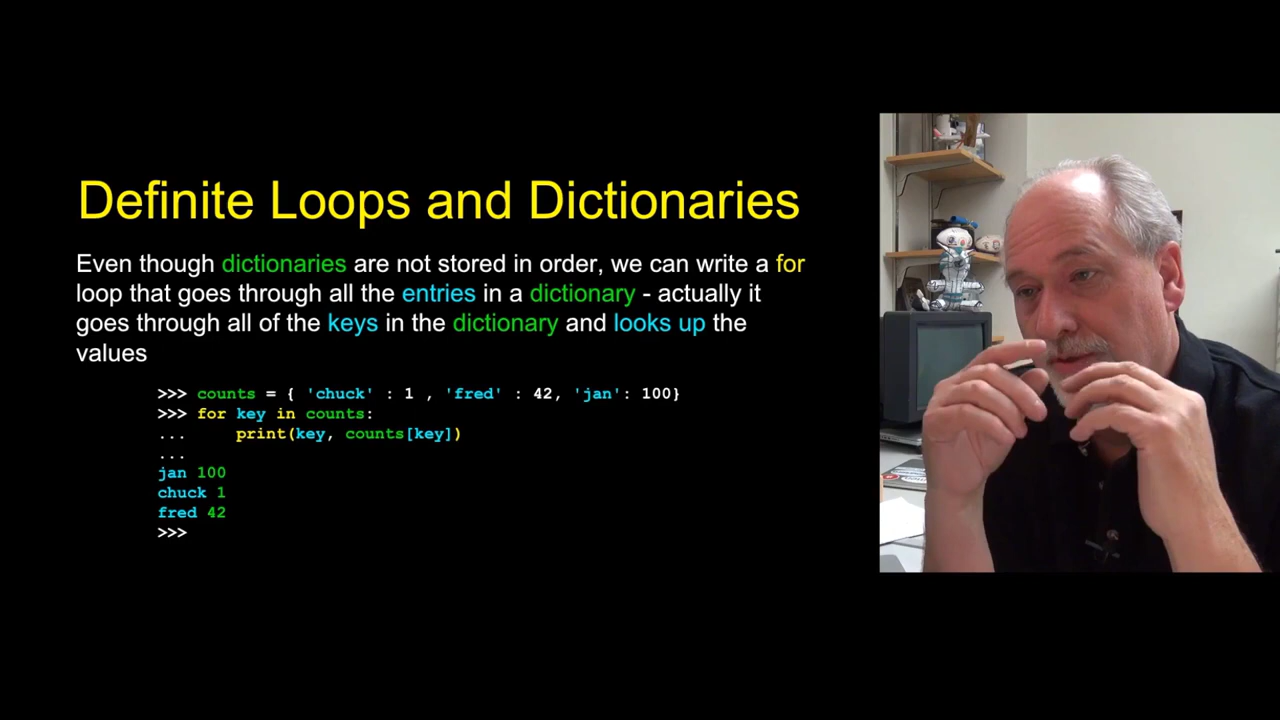 Definite Loops and Dictionaries
Even though dictionaries are not stored in order, we can write a for
loop that goes through all the entries in a dictionary - actually it
goes through all of the keys in the dictionary and looks up the
values
>>> counts = { 'chuck' : 1 , 'fred' : 42, 'jan': 100}
>>> for key in counts:
...     print(key, counts[key])
...
jan 100
chuck 1
fred 42
>>>